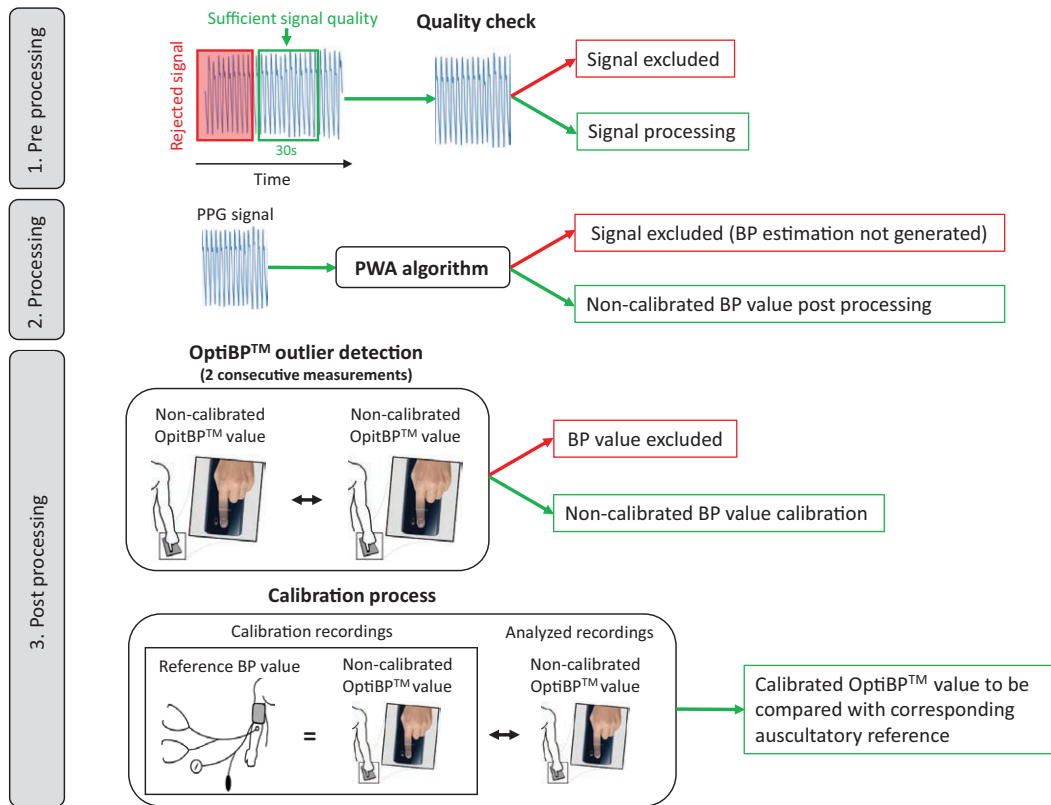 1. Pre processing
Sufficient signal quality
Rejected signal
30s
Time
Quality check
Signal excluded
Signal processing
2. Processing
PPG signal
PWA algorithm
Signal excluded (BP estimation not generated)
Non-calibrated BP value post processing
3. Post processing
OptiBP™ outlier detection
(2 consecutive measurements)
Non-calibrated
OpitBP™ value
Non-calibrated
OpitBP™ value
BP value excluded
Non-calibrated BP value calibration
Calibration process
Calibration recordings
Reference BP value
=
Non-calibrated
OptiBP™ value
Analyzed recordings
Non-calibrated
OptiBP™ value
Calibrated OptiBP™ value to be
compared with corresponding
auscultatory reference